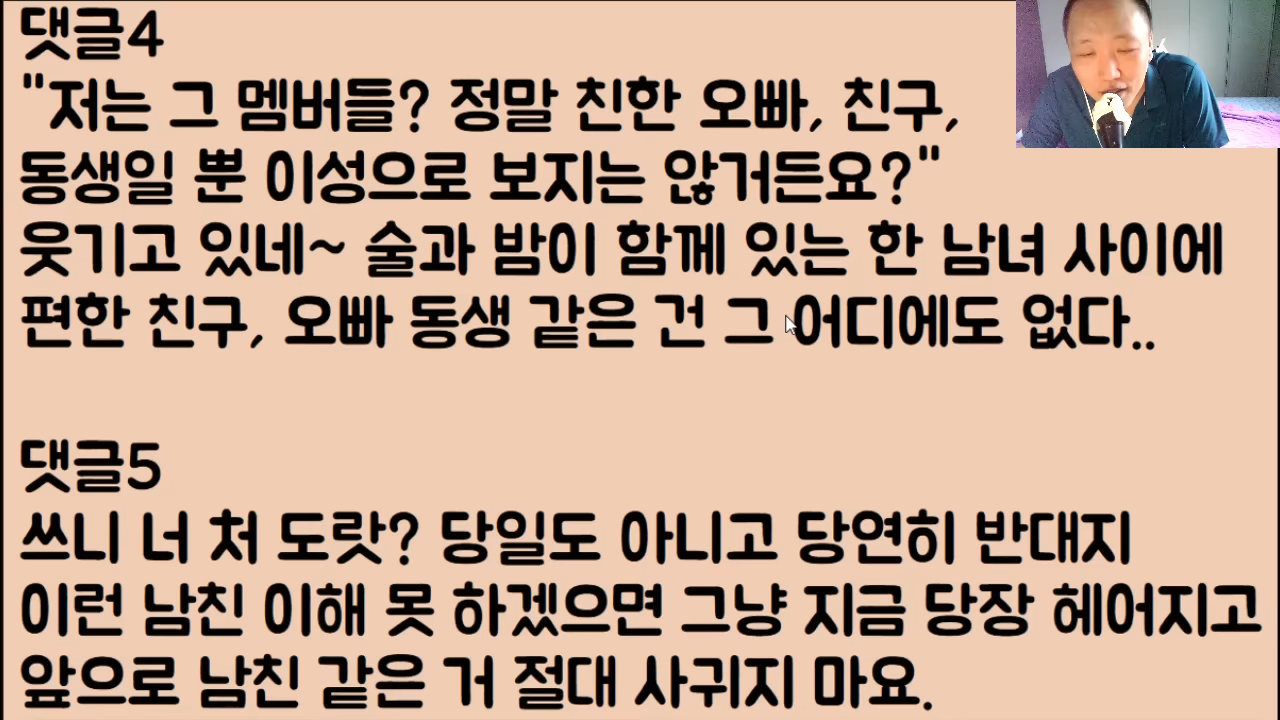 댓글4
"저는 그 멤버들? 정말 친한 오빠, 친구,
동생일 뿐 이성으로 보지는 않거든요?"
웃기고 있네~ 술과 밤이 함께 있는 한 남녀 사이에
편한 친구, 오빠 동생 같은 건 그 어디에도 없다..
댓글5
쓰니 너 처 도랏? 당일도 아니고 당연히 반대지
이런 남친 이해 못 하겠으면 그냥 지금 당장 헤어지고
앞으로 남친 같은 거 절대 사귀지 마요.